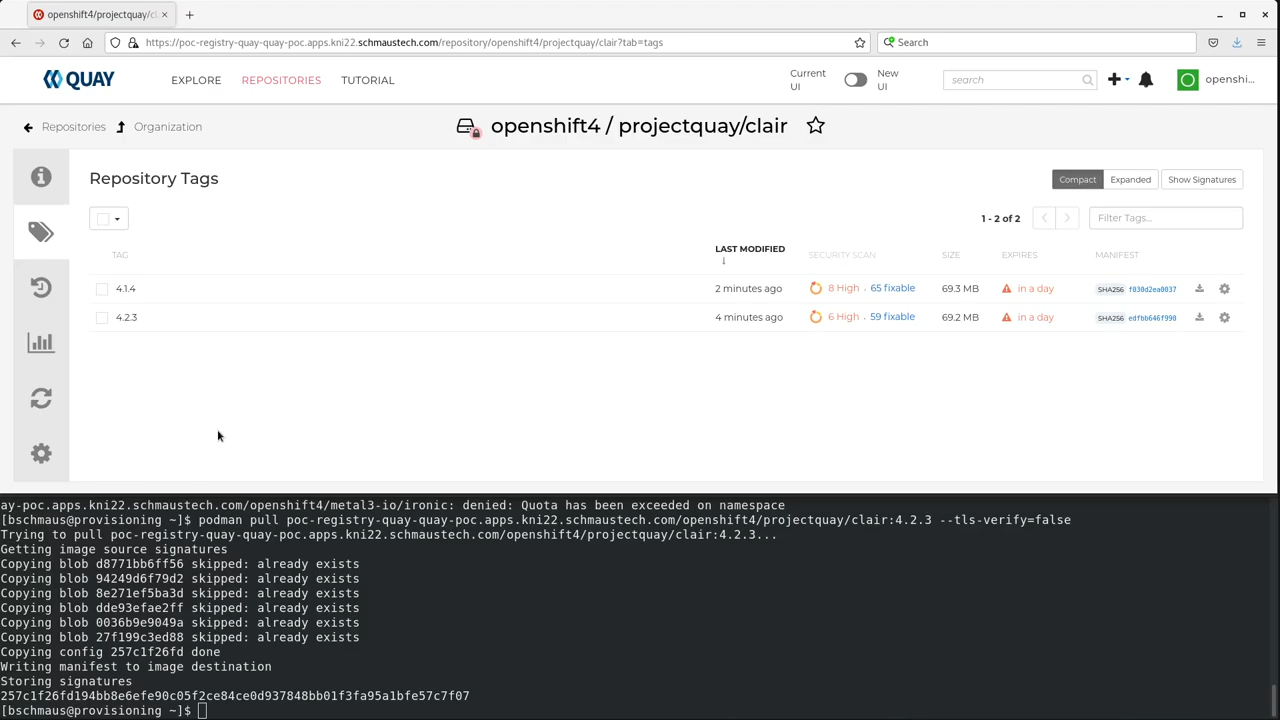 openshift4/projectquay/cl
https://poc-registry-quay-quay-poc.apps.kni22.schmaustech.com/repository/openshift4/projectquay/clair?tab=tags
Search
QUAY
EXPLORE
REPOSITORIES
TUTORIAL
Current UI
New UI
search
openshi...
Repositories
Organization
openshift4 / projectquay/clair
Repository Tags
Compact
Expanded
Show Signatures
1 - 2 of 2
Filter Tags...
TAG
LAST MODIFIED
SECURITY SCAN
SIZE
EXPIRES
MANIFEST
4.1.4 2 minutes ago 8 High · 65 fixable 69.3 MB in a day SHA256 f030d2ea0037
4.2.3 4 minutes ago 6 High · 59 fixable 69.2 MB in a day SHA256 edfbb646f990
ay-poc.apps.kni22.schmaustech.com/openshift4/metal3-io/ironic: denied: Quota has been exceeded on namespace
[bschmaus@provisioning ~]$ podman pull poc-registry-quay-quay-poc.apps.kni22.schmaustech.com/openshift4/projectquay/clair:4.2.3 --tls-verify=false
Trying to pull poc-registry-quay-quay-poc.apps.kni22.schmaustech.com/openshift4/projectquay/clair:4.2.3...
Getting image source signatures
Copying blob d8771bb6ff56 skipped: already exists
Copying blob 94249d6f79d2 skipped: already exists
Copying blob 8e271ef5ba3d skipped: already exists
Copying blob dde93efae2ff skipped: already exists
Copying blob 0036b9e9049a skipped: already exists
Copying blob 27f199c3ed88 skipped: already exists
Copying config 257c1f26fd done
Writing manifest to image destination
Storing signatures
257c1f26fd194bb8e6efe90c05f2ce84ce0d937848bb01f3fa95a1bfe57c7f07
[bschmaus@provisioning ~]$